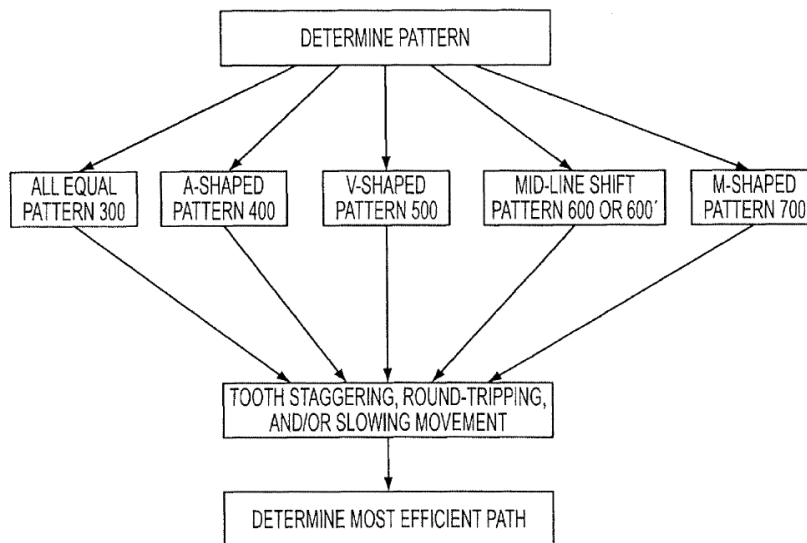 DETERMINE PATTERN
ALL EQUAL
PATTERN 300
A-SHAPED
PATTERN 400
V-SHAPED
PATTERN 500
MID-LINE SHIFT
PATTERN 600 OR 600´
M-SHAPED
PATTERN 700
TOOTH STAGGERING, ROUND-TRIPPING,
AND/OR SLOWING MOVEMENT
DETERMINE MOST EFFICIENT PATH